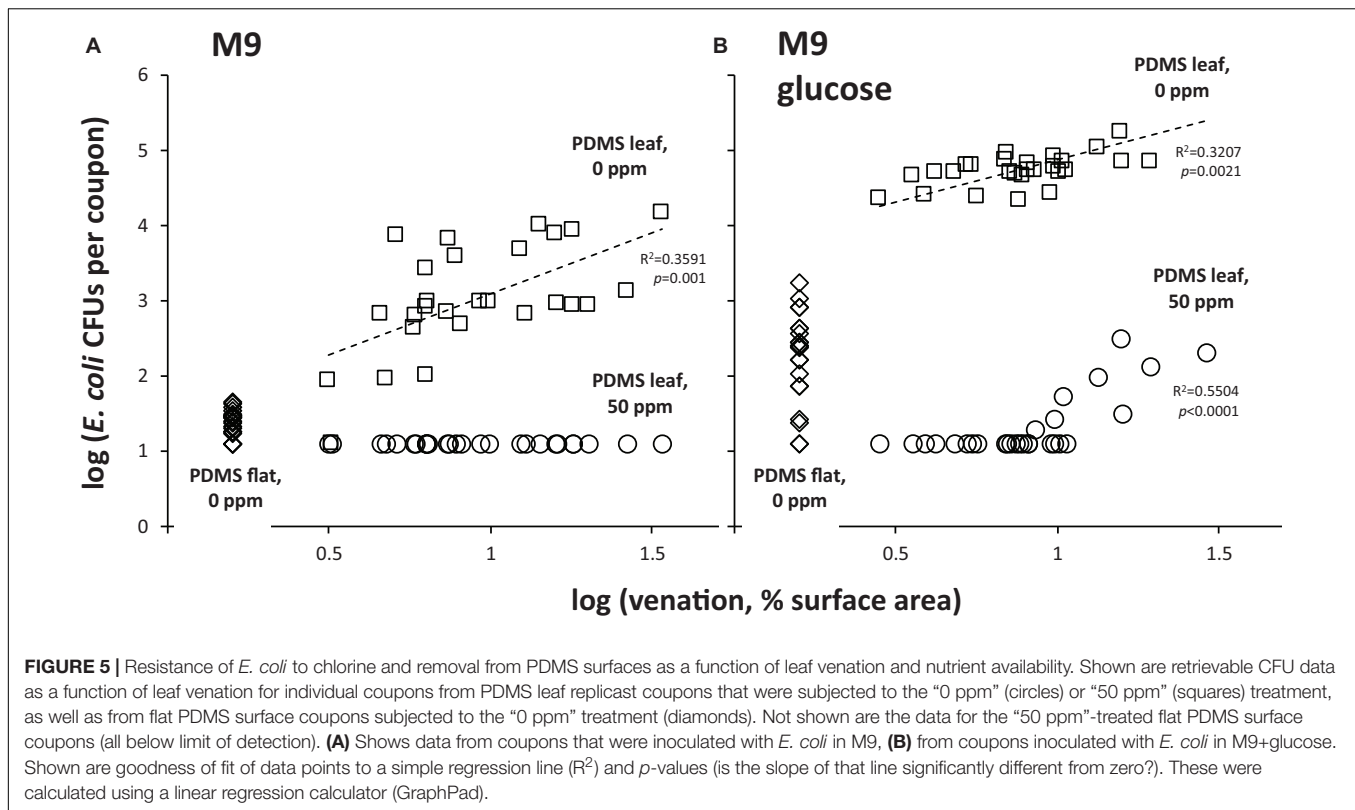 A
M9
B
M9
glucose
log (E. coli CFUs per coupon)
6
5
4
3
2
1
0
PDMS leaf,
0 ppm
R²=0.3591
p=0.001
PDMS leaf,
50 ppm
PDMS flat,
0 ppm
0.5
1
1.5
PDMS leaf,
0 ppm
R²=0.3207
p=0.0021
PDMS leaf,
50 ppm
R²=0.5504
p<0.0001
PDMS flat,
0 ppm
0.5
1
1.5
log (venation, % surface area)
FIGURE 5 | Resistance of E. coli to chlorine and removal from PDMS surfaces as a function of leaf venation and nutrient availability. Shown are retrievable CFU data
as a function of leaf venation for individual coupons from PDMS leaf replicast coupons that were subjected to the “0 ppm” (circles) or “50 ppm” (squares) treatment,
as well as from flat PDMS surface coupons subjected to the “0 ppm” treatment (diamonds). Not shown are the data for the “50 ppm”-treated flat PDMS surface
coupons (all below limit of detection). (A) Shows data from coupons that were inoculated with E. coli in M9, (B) from coupons inoculated with E. coli in M9+glucose.
Shown are goodness of fit of data points to a simple regression line (R²) and p-values (is the slope of that line significantly different from zero?). These were
calculated using a linear regression calculator (GraphPad).